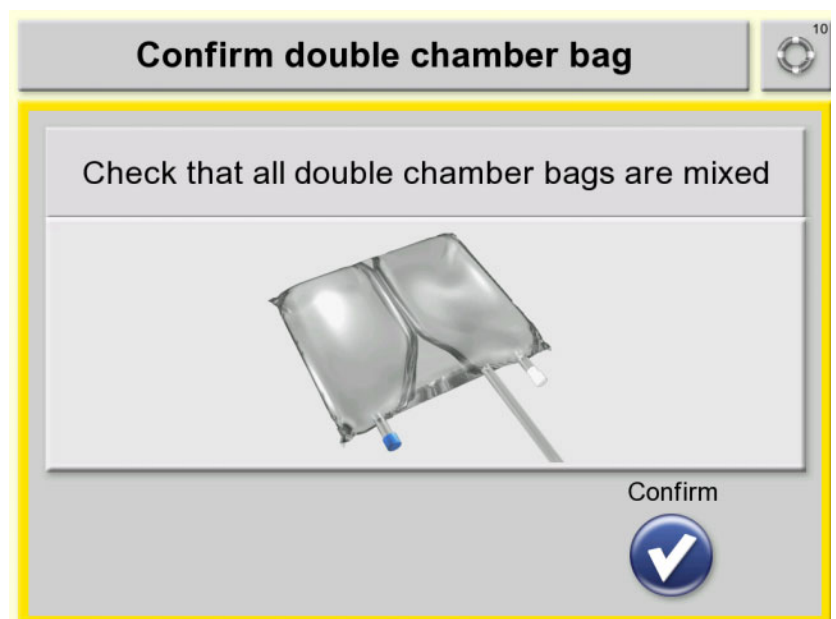 Confirm double chamber bag
10
Check that all double chamber bags are mixed
Confirm